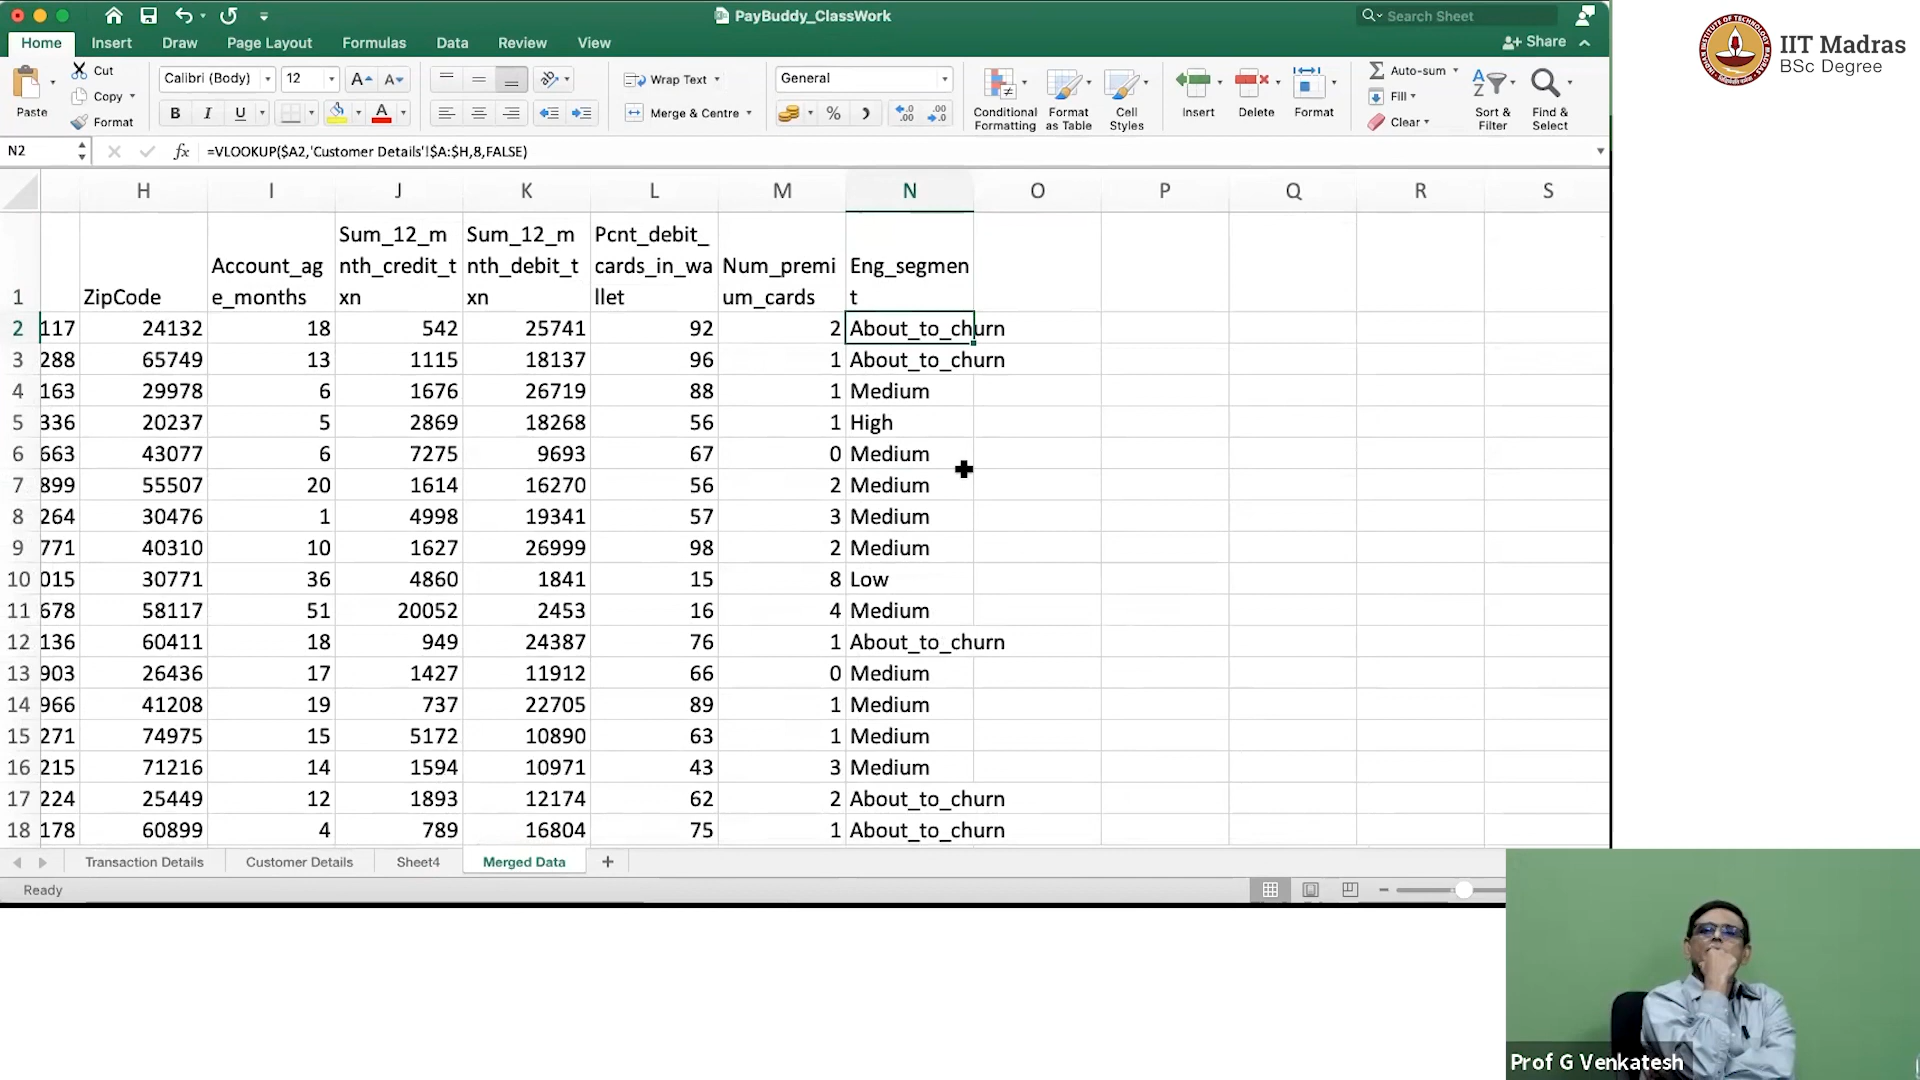 PayBuddy_ClassWork
Search Sheet
Home Insert Draw Page Layout Formulas Data Review View
Share
IIT Madras
BSc Degree
Paste
Cut
Copy
Format
Calibri (Body) 12 A A
B I U A
Wrap Text
Merge & Centre
General
%
Conditional Formatting
Format as Table
Cell Styles
Insert
Delete
Format
Auto-sum
Fill
Clear
Sort & Filter
Find & Select
N2 fx =VLOOKUP($A2,'Customer Details'!$A:$H,8,FALSE)
H I J K L M N O P Q R S
1 ZipCode Account_age_months Sum_12_mnth_credit_txn Sum_12_mnth_debit_txn Pcnt_debit_cards_in_wallet Num_premium_cards Eng_segment
2 117 24132 18 542 25741 92 2 About_to_churn
3 288 65749 13 1115 18137 96 1 About_to_churn
4 163 29978 6 1676 26719 88 1 Medium
5 336 20237 5 2869 18268 56 1 High
6 663 43077 6 7275 9693 67 0 Medium
7 899 55507 20 1614 16270 56 2 Medium
8 264 30476 1 4998 19341 57 3 Medium
9 771 40310 10 1627 26999 98 2 Medium
10 015 30771 36 4860 1841 15 8 Low
11 678 58117 51 20052 2453 16 4 Medium
12 136 60411 18 949 24387 76 1 About_to_churn
13 903 26436 17 1427 11912 66 0 Medium
14 966 41208 19 737 22705 89 1 Medium
15 271 74975 15 5172 10890 63 1 Medium
16 215 71216 14 1594 10971 43 3 Medium
17 224 25449 12 1893 12174 62 2 About_to_churn
18 178 60899 4 789 16804 75 1 About_to_churn
Transaction Details Customer Details Sheet4 Merged Data +
Ready
Prof G Venkatesh